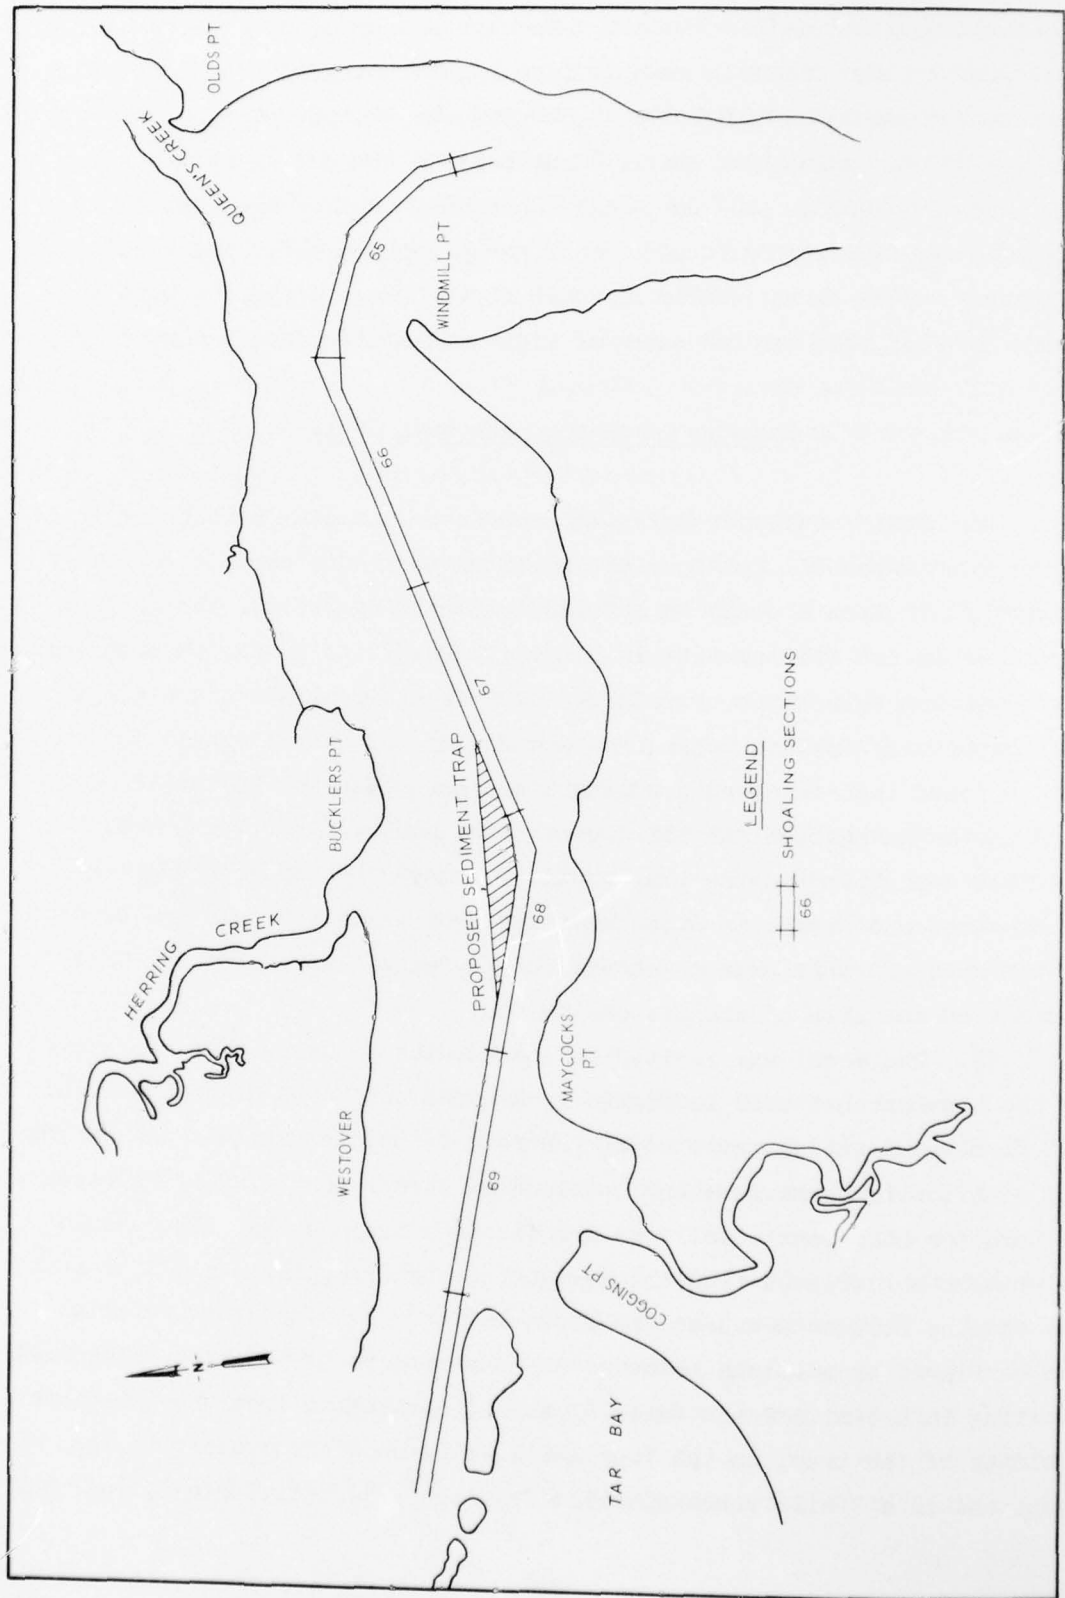 OLDS PT
QUEEN'S CREEK
65
WINDMILL PT
66
67
BUCKLERS PT
PROPOSED SEDIMENT TRAP
68
HERRING CREEK
MAYCOCKS
PT
WESTOVER
69
COGGINS PT
TAR BAY
N
LEGEND
66
SHOALING SECTIONS